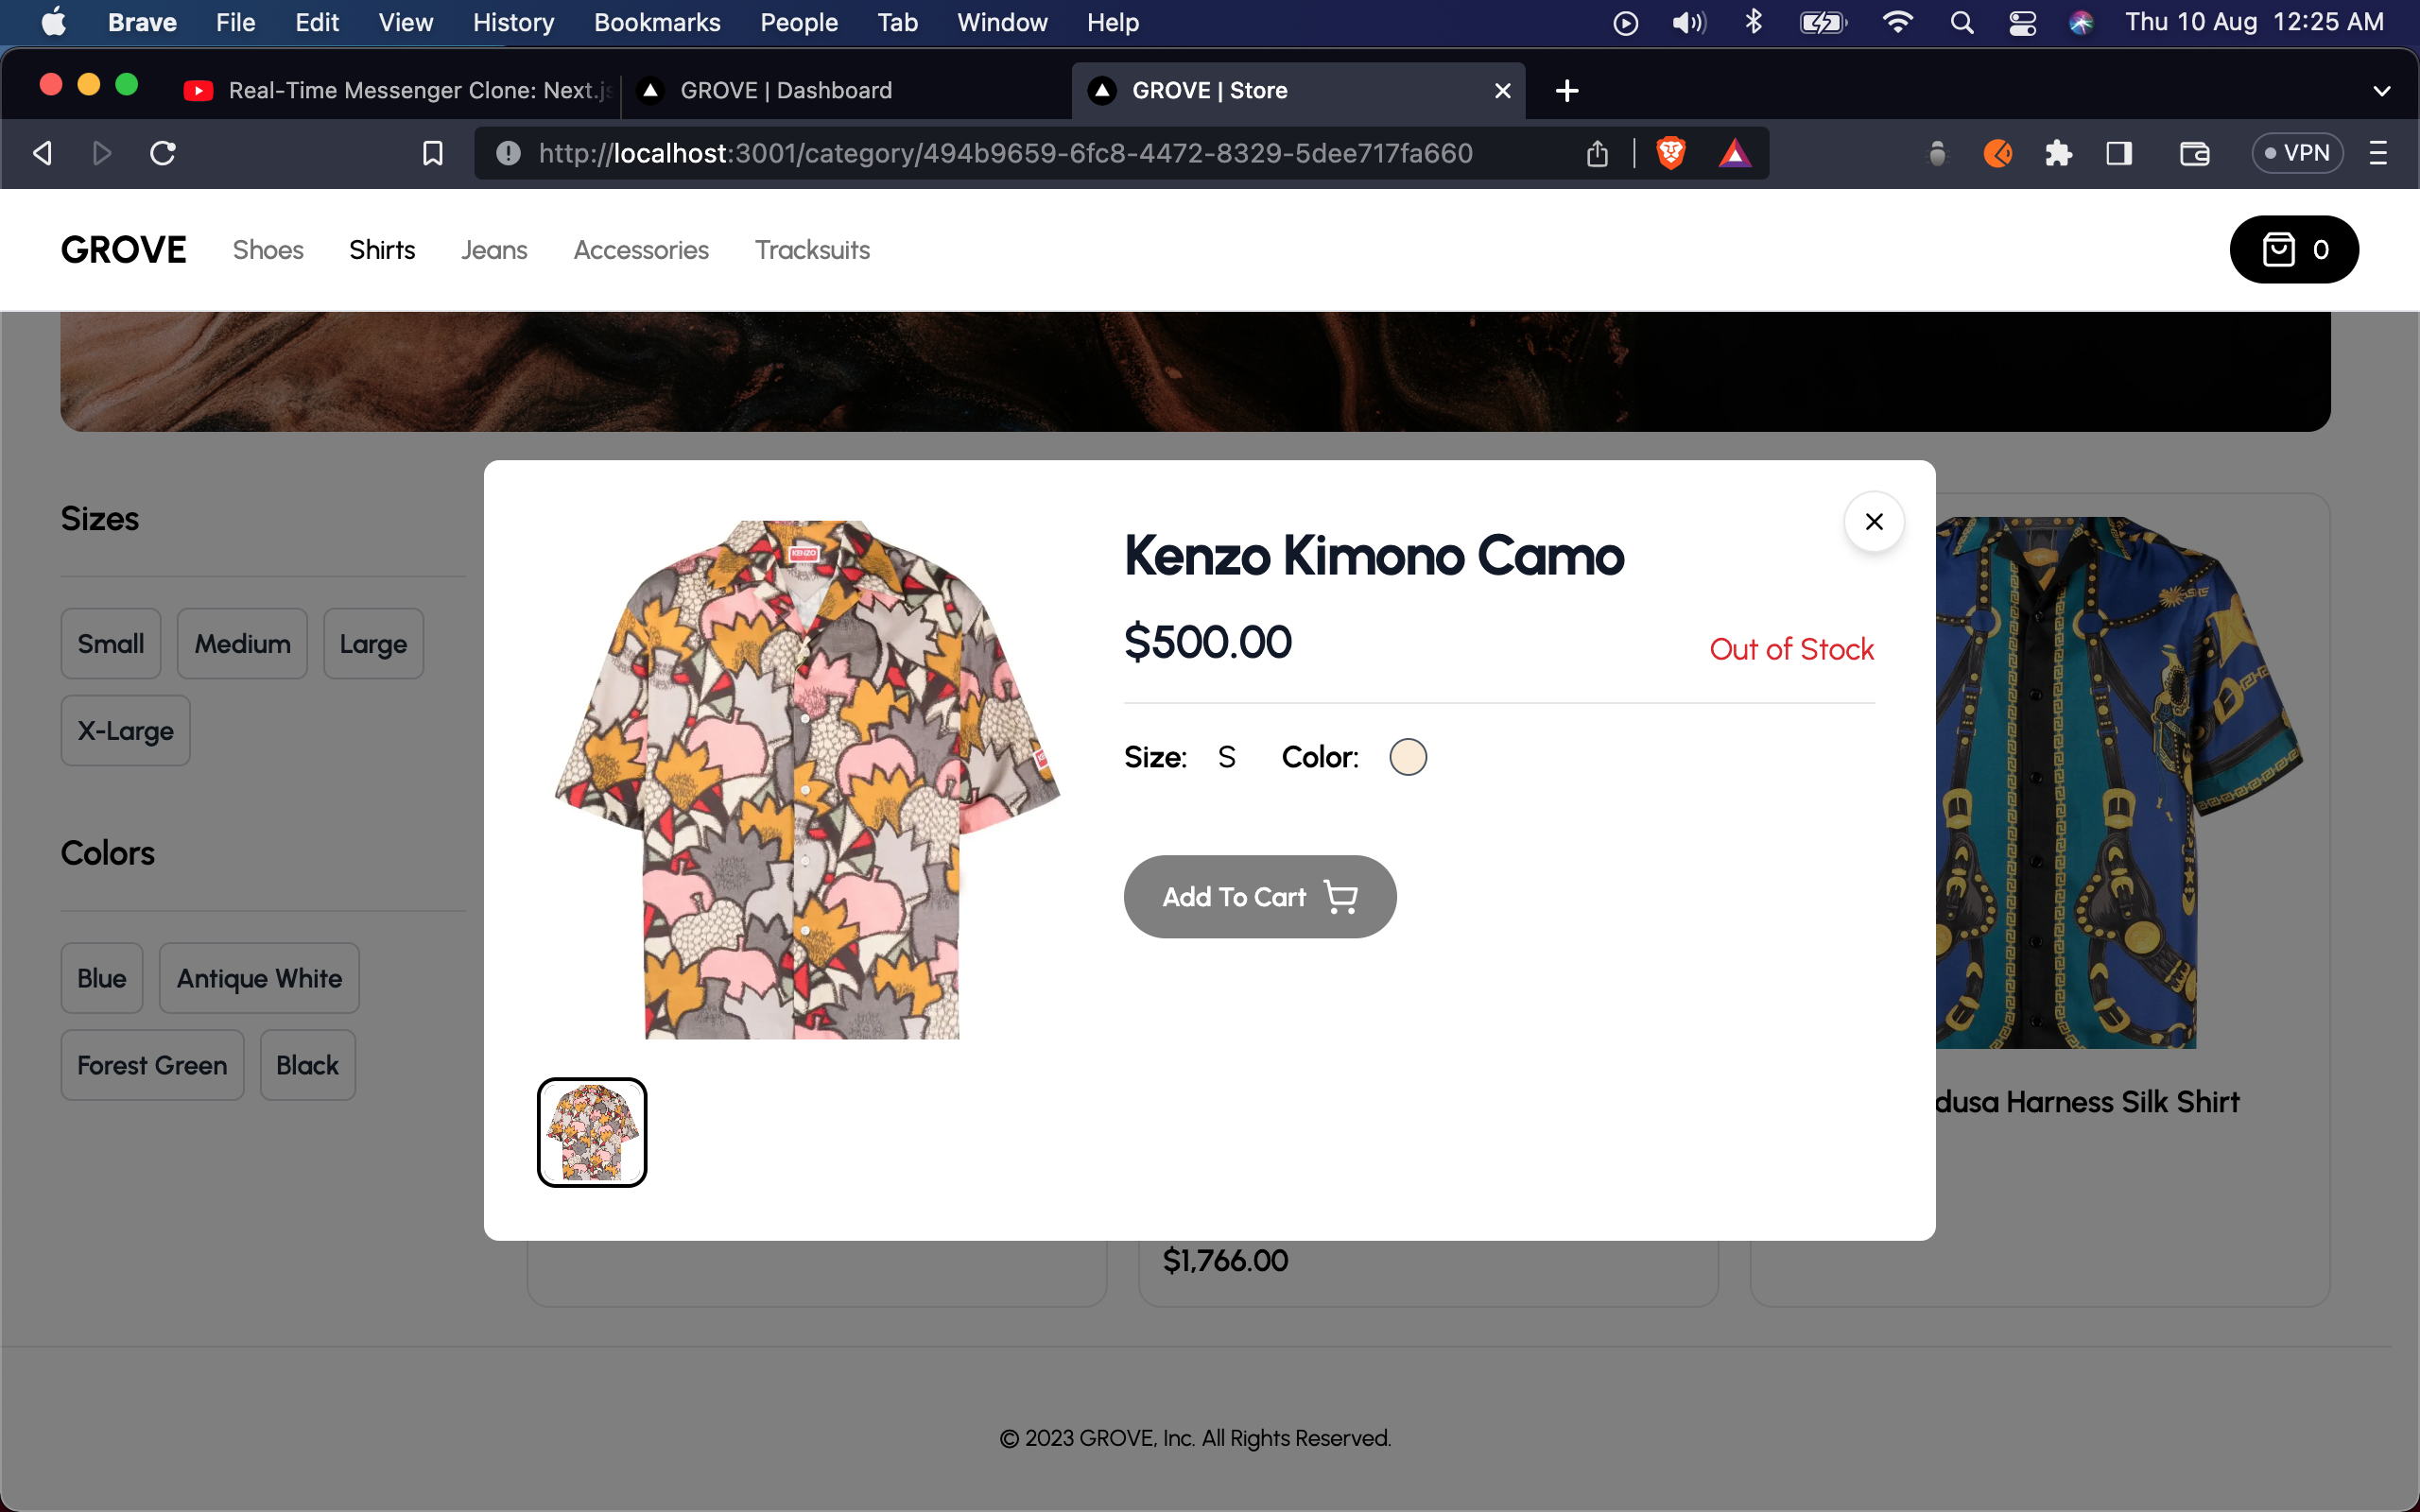 Brave File Edit View History Bookmarks People Tab Window Help Thu 10 Aug 12:25 AM
Real-Time Messenger Clone: Next.js GROVE | Dashboard GROVE | Store
http://localhost:3001/category/494b9659-6fc8-4472-8329-5dee717fa660 VPN
GROVE Shoes Shirts Jeans Accessories Tracksuits 0
Sizes
Small Medium Large
X-Large
Colors
Blue Antique White
Forest Green Black
KENZO
Kenzo Kimono Camo
$500.00 Out of Stock
Size: S Color:
Add To Cart
dusa Harness Silk Shirt
$1,766.00
© 2023 GROVE, Inc. All Rights Reserved.